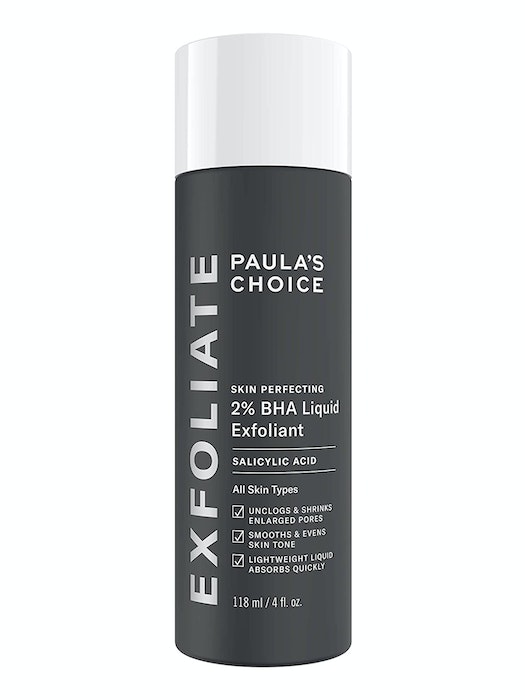 EXFOLIATE
PAULA'S
CHOICE
SKIN PERFECTING
2% BHA Liquid
Exfoliant
SALICYLIC ACID
All Skin Types
UNCLOGS & SHRINKS
ENLARGED PORES
SMOOTHS & EVENS
SKIN TONE
LIGHTWEIGHT LIQUID
ABSORBS QUICKLY
118 ml / 4 fl. oz.